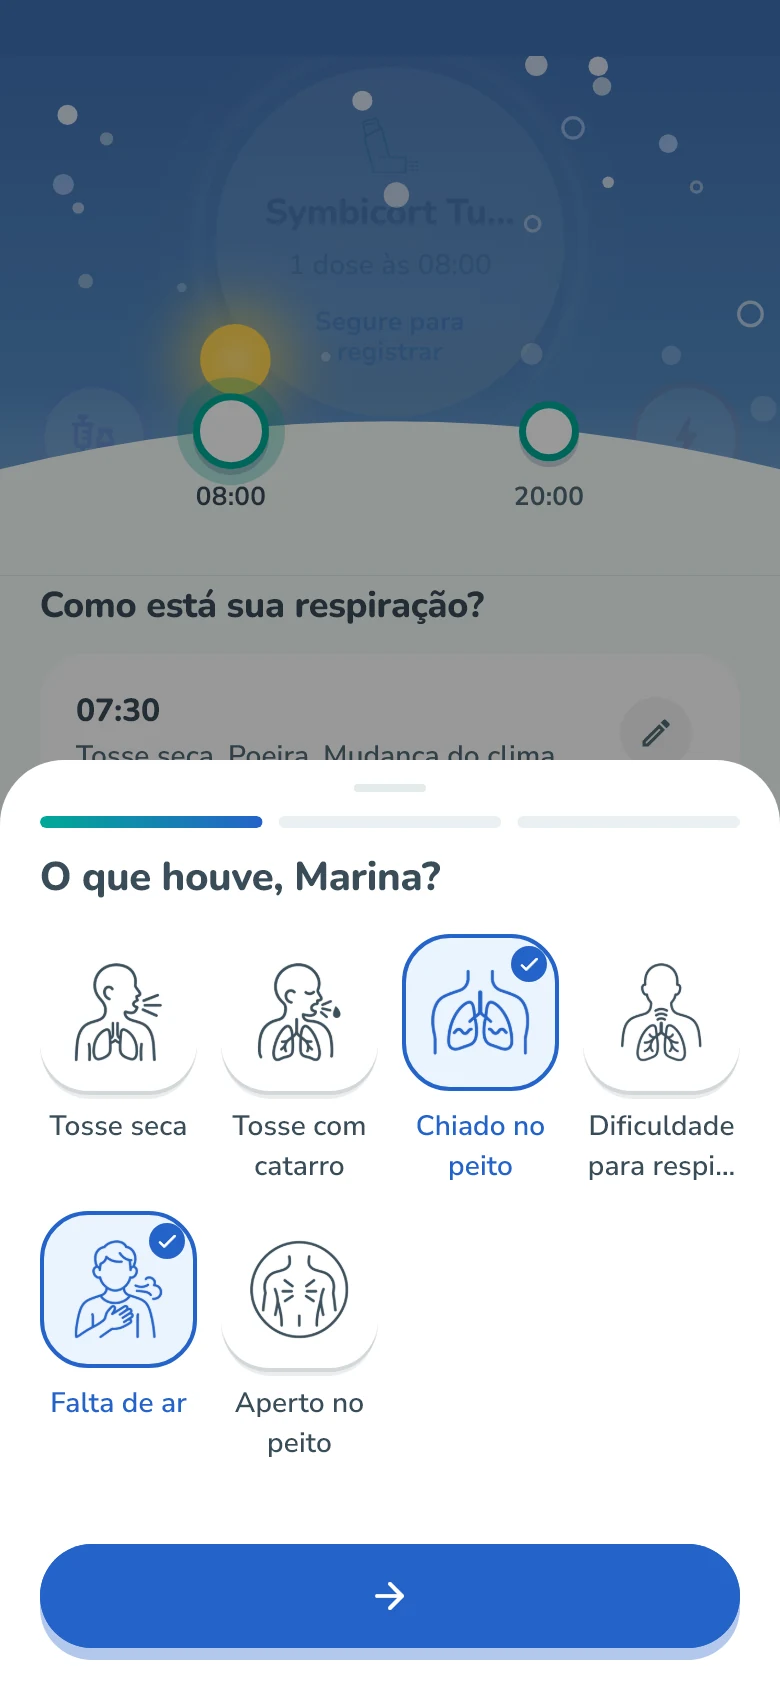 Symbicort Tu...
1 dose às 08:00
Segure para
registrar
08:00
20:00
Como está sua respiração?
07:30
Tosse seca, Poeira, Mudança do clima
O que houve, Marina?
Tosse seca
Tosse com
catarro
Chiado no
peito
Dificuldade
para respi...
Falta de ar
Aperto no
peito